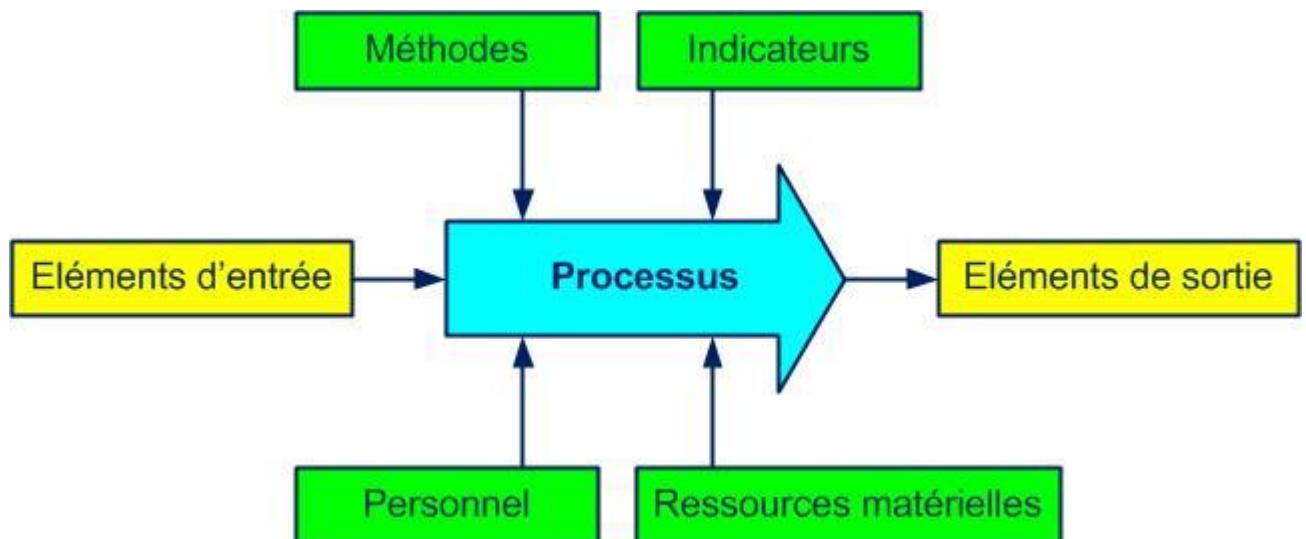 Méthodes
Indicateurs
Eléments d'entrée
Processus
Eléments de sortie
Personnel
Ressources matérielles